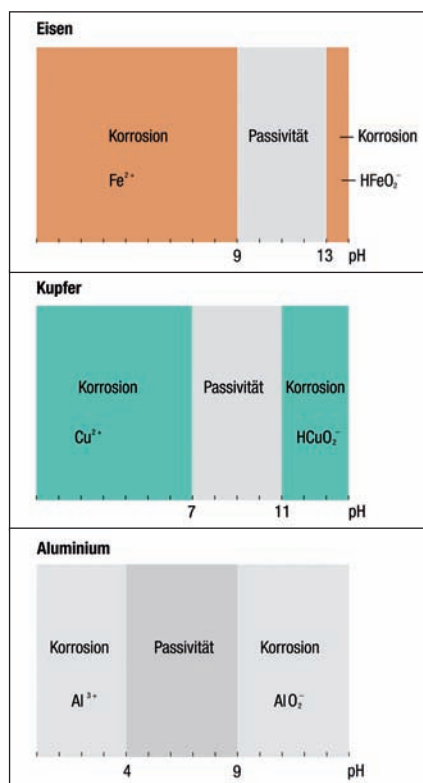 Eisen
Korrosion Passivität Korrosion
Fe²⁺ HFeO₂⁻
9 13 pH
Kupfer
Korrosion Passivität Korrosion
Cu²⁺ HCuO₂⁻
7 11 pH
Aluminium
Korrosion Passivität Korrosion
Al³⁺ AlO₂⁻
4 9 pH